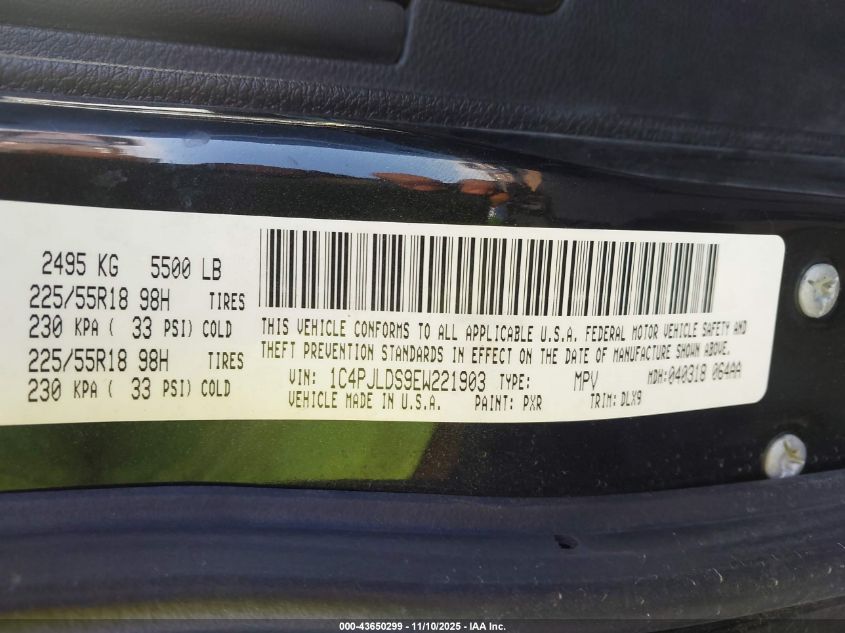 2495 KG 5500 LB
225/55R18 98H TIRES
230 KPA ( 33 PSI) COLD
225/55R18 98H TIRES
230 KPA ( 33 PSI) COLD
THIS VEHICLE CONFORMS TO ALL APPLICABLE U.S.A. FEDERAL MOTOR VEHICLE SAFETY AND
THEFT PREVENTION STANDARDS IN EFFECT ON THE DATE OF MANUFACTURE SHOWN ABOVE.
VIN: 1C4PJLDS9EW221903 TYPE: MPV MDH:040318 064AA
VEHICLE MADE IN U.S.A. PAINT: PXR TRIM: DLX9
000-43650299 - 11/10/2025 - IAA Inc.